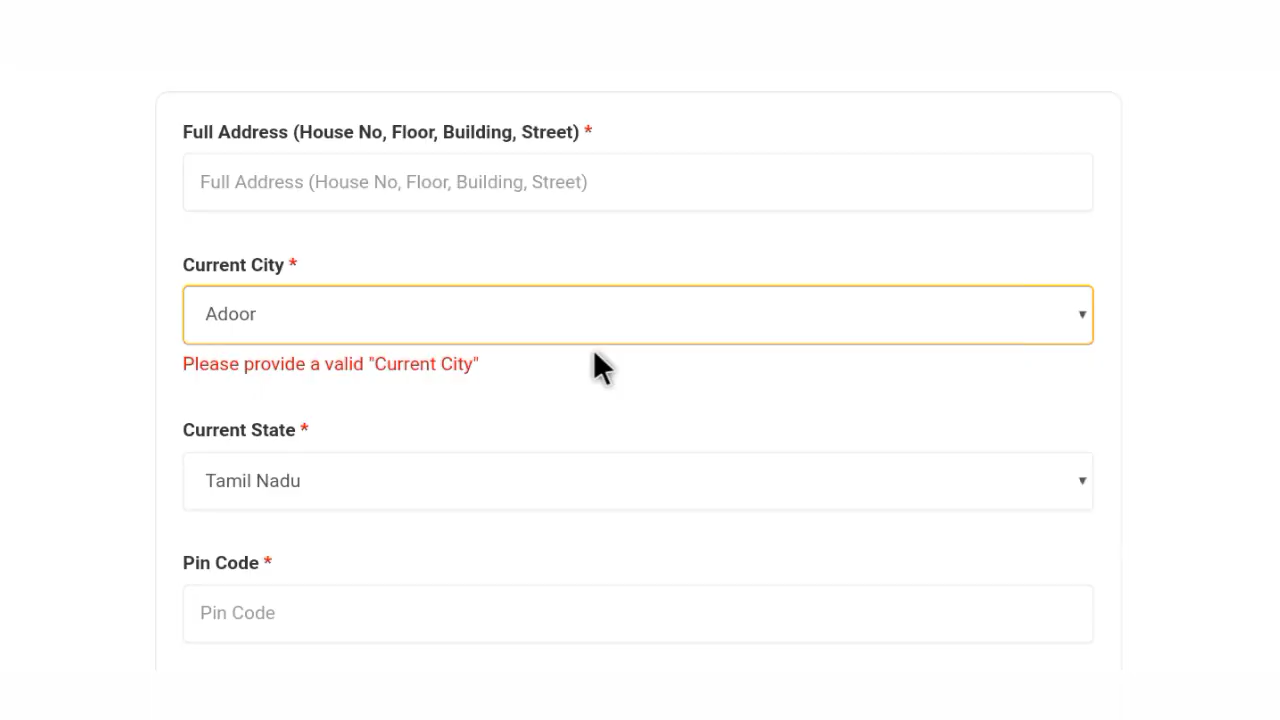 Full Address (House No, Floor, Building, Street) *
Full Address (House No, Floor, Building, Street)
Current City *
Adoor
Please provide a valid "Current City"
Current State *
Tamil Nadu
Pin Code *
Pin Code